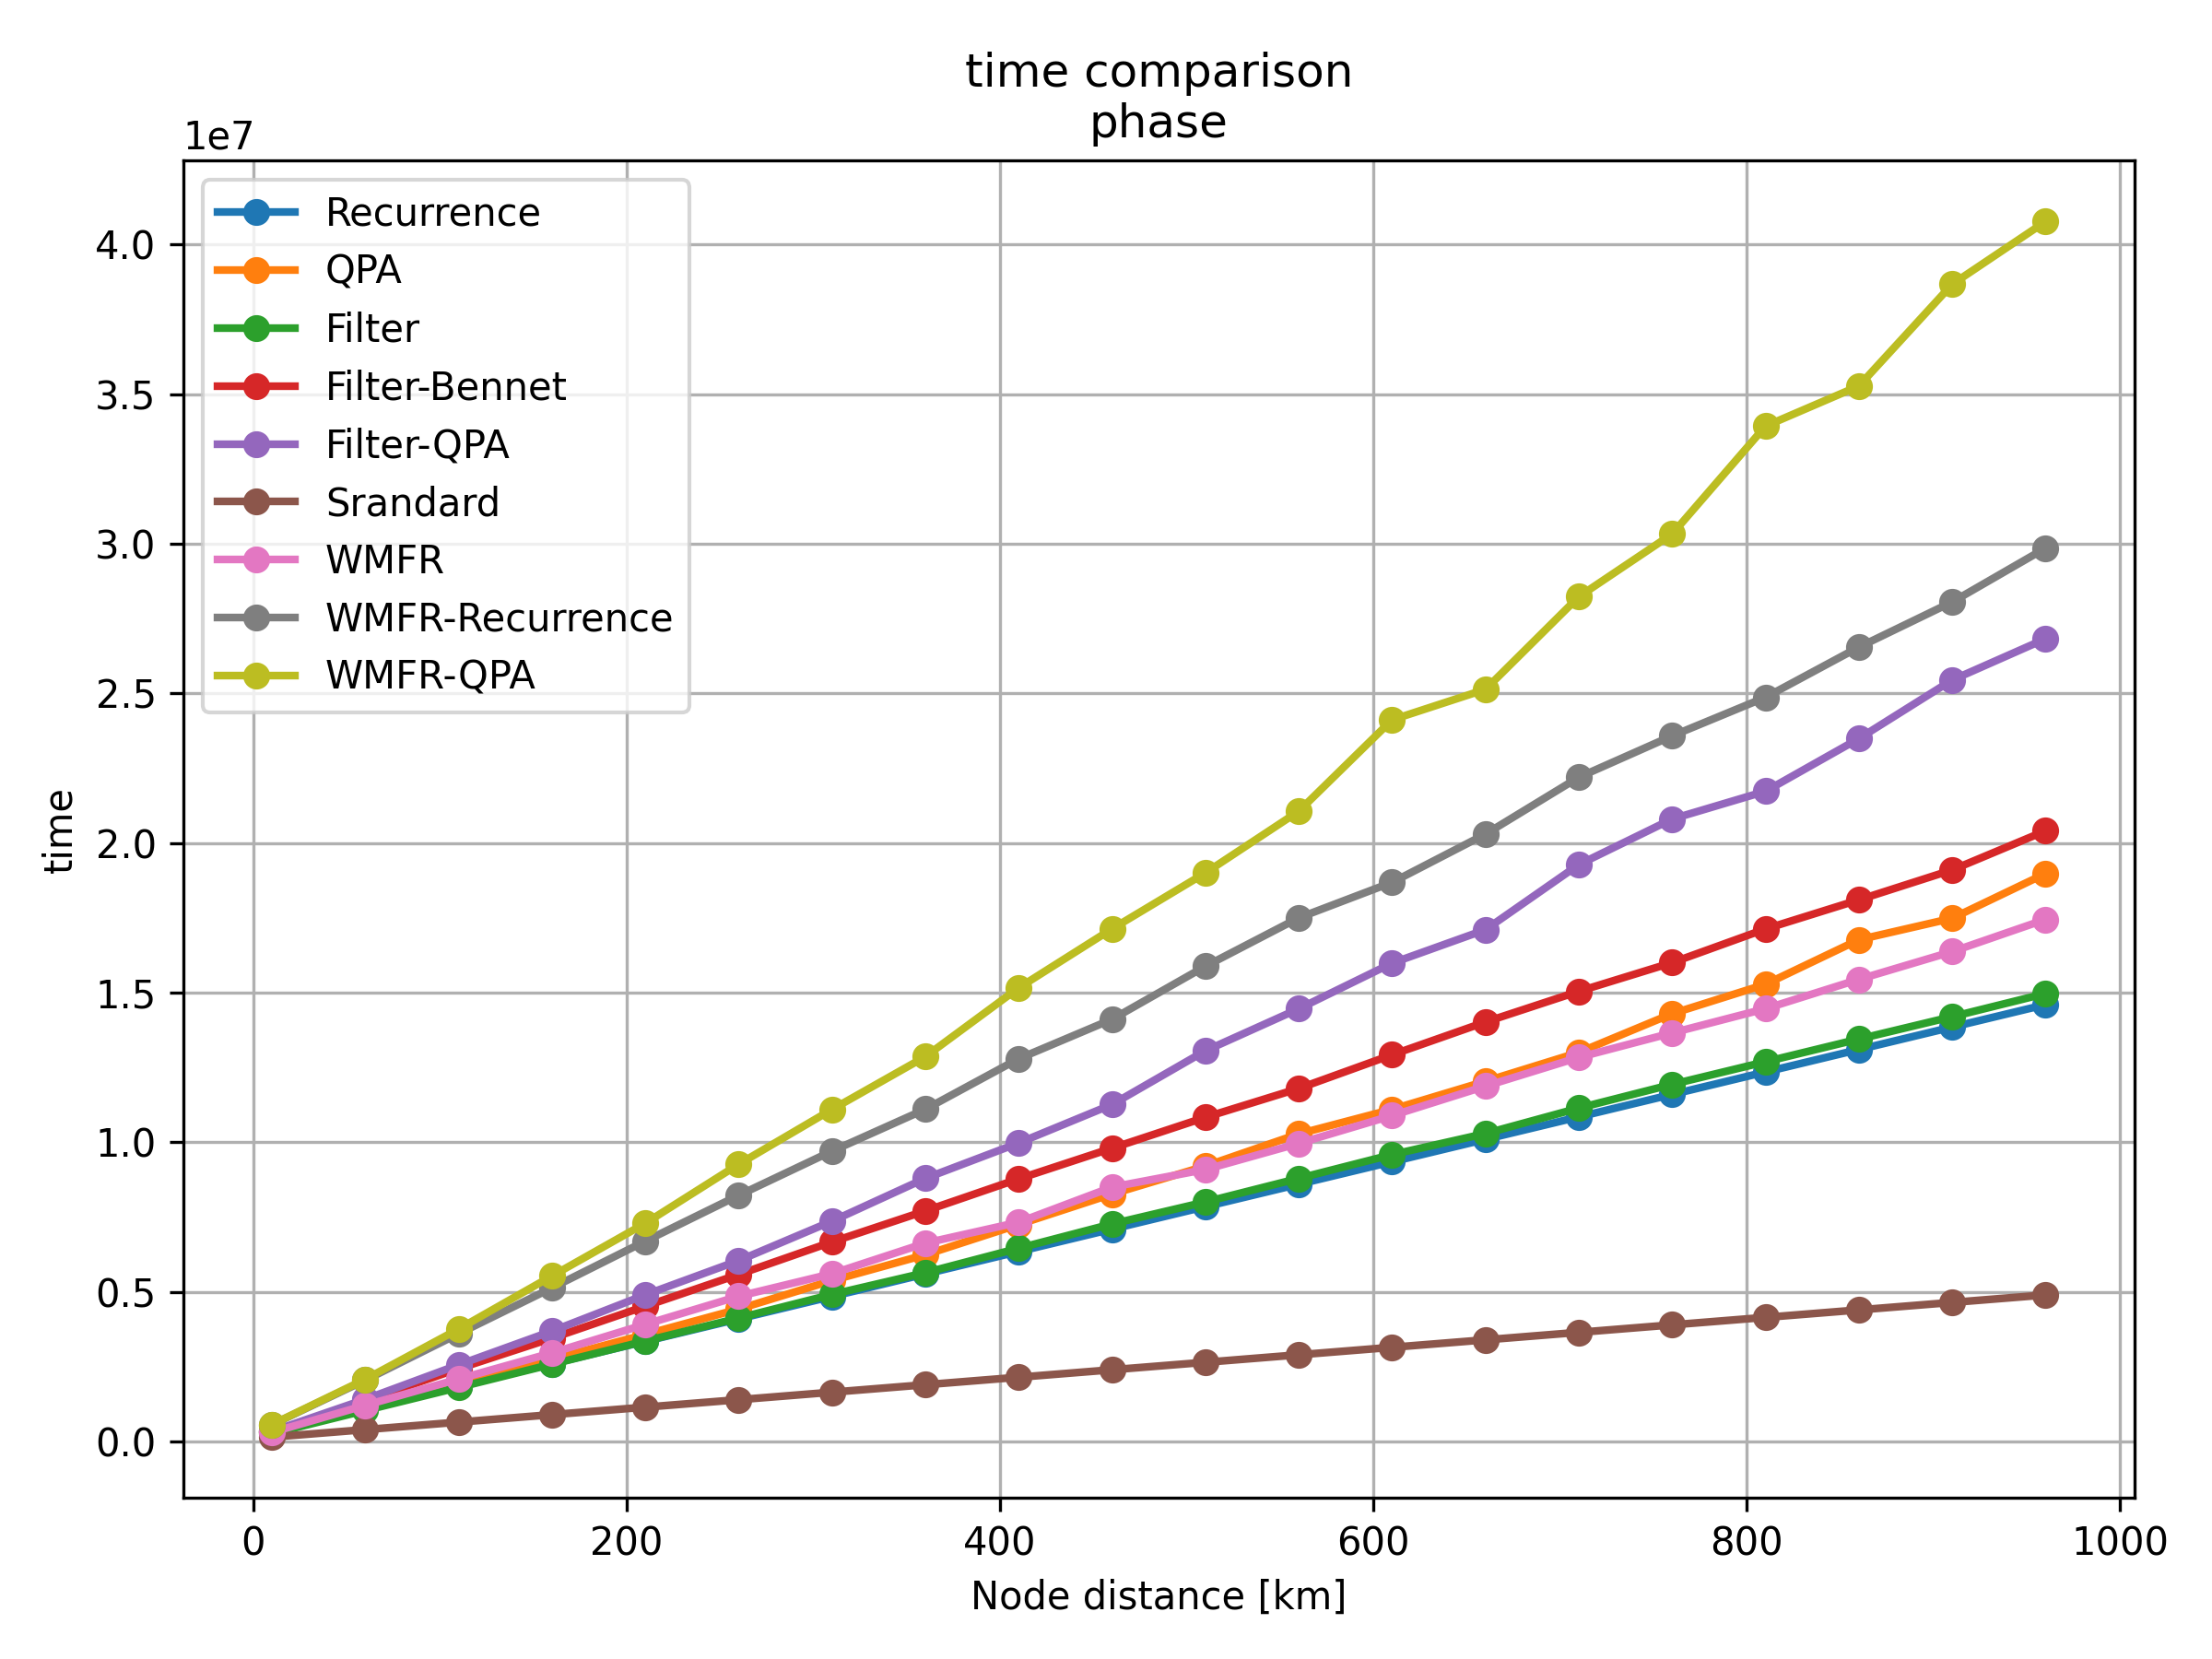 time comparison
phase
1e7
4.0
3.5
3.0
2.5
2.0
1.5
1.0
0.5
0.0
time
Recurrence
QPA
Filter
Filter-Bennet
Filter-QPA
Srandard
WMFR
WMFR-Recurrence
WMFR-QPA
0 200 400 600 800 1000
Node distance [km]